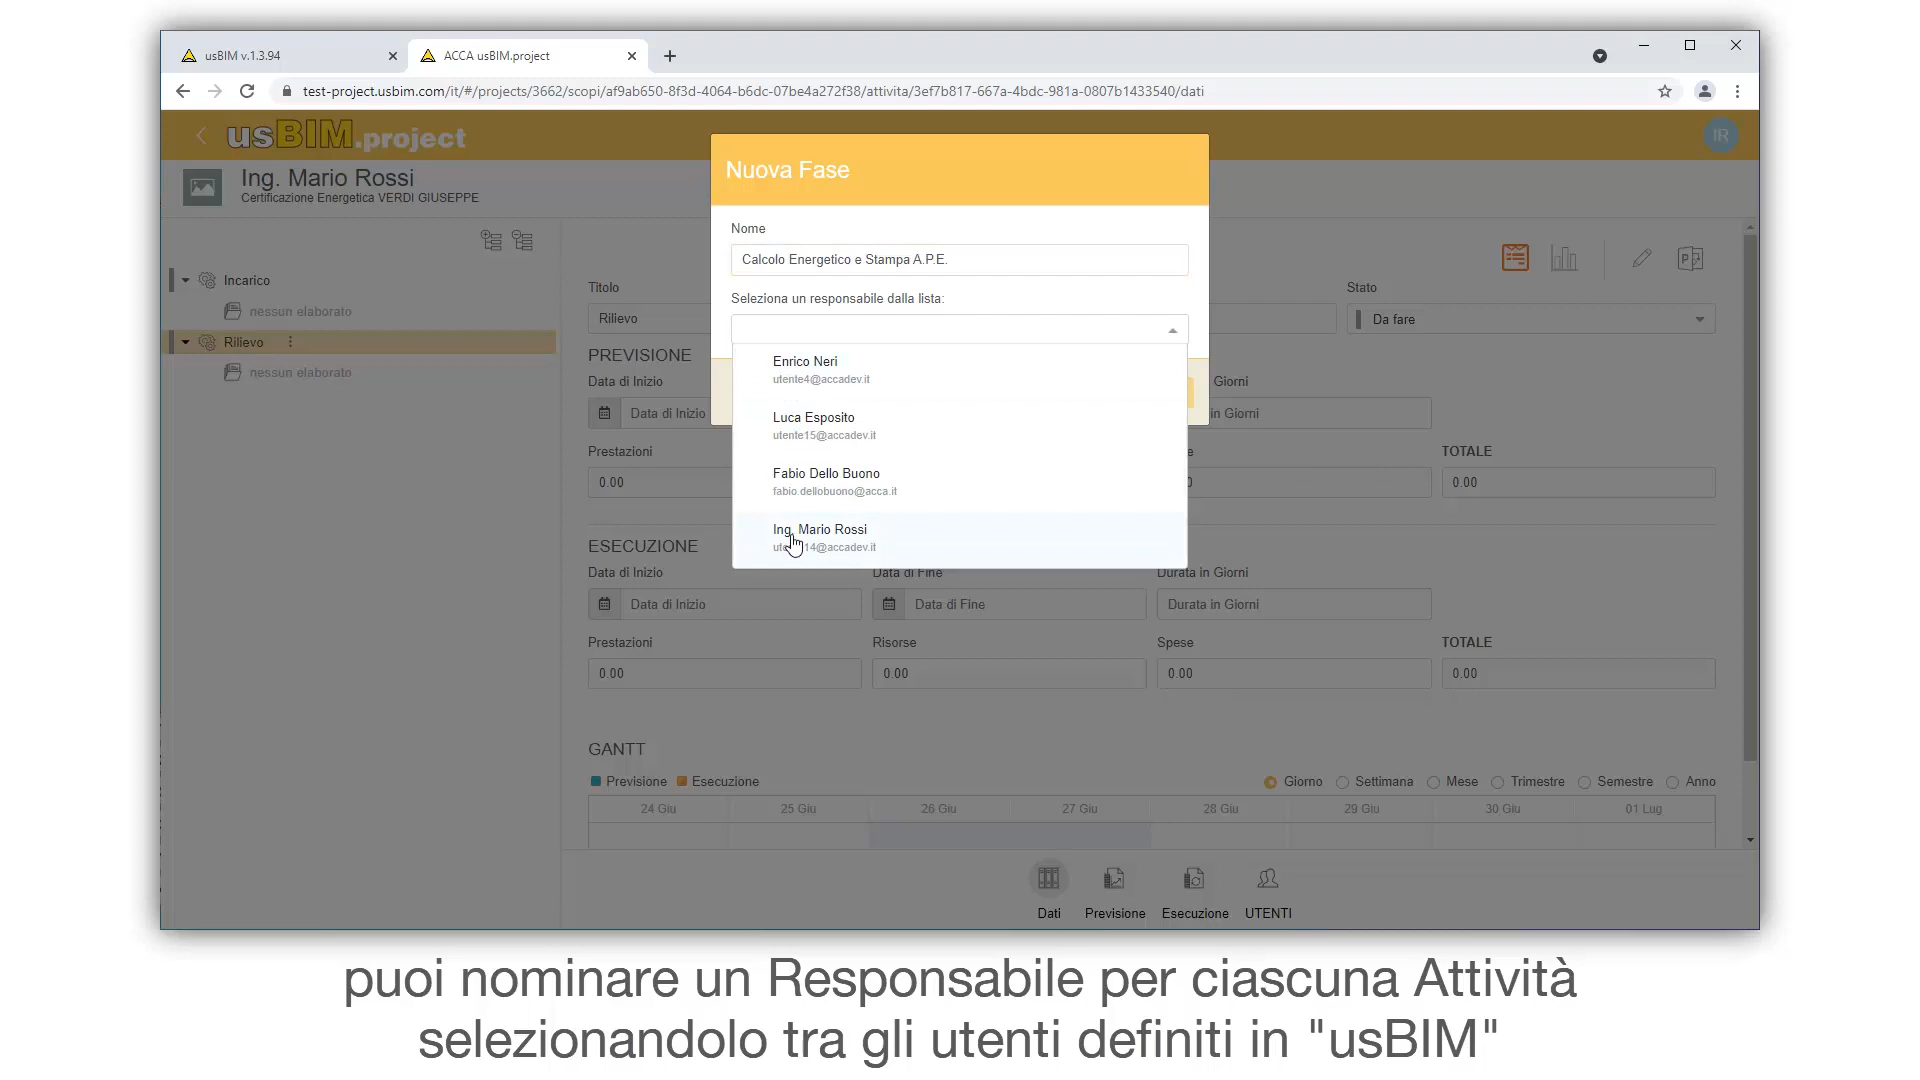 usBIM v.1.3.94
ACCA usBIM.project
test-project.usbim.com/it/#/projects/3662/scopi/af9ab650-8f3d-4064-b6dc-07be4a272f38/attivita/3ef7b817-667a-4bdc-981a-0807b1433540/dati
usBIM.project
IR
Ing. Mario Rossi
Certificazione Energetica VERDI GIUSEPPE
Incarico
nessun elaborato
Rilievo
nessun elaborato
Nuova Fase
Nome
Calcolo Energetico e Stampa A.P.E.
Seleziona un responsabile dalla lista:
Enrico Neri
utente4@accadev.it
Luca Esposito
utente15@accadev.it
Fabio Dello Buono
fabio.dellobuono@acca.it
Ing. Mario Rossi
14@accadev.it
Titolo
Stato
Rilievo
Da fare
PREVISIONE
Data di Inizio
Giorni
Data di Inizio
in Giorni
Prestazioni
TOTALE
0.00
0.00
ESECUZIONE
Data di Inizio
Data di Fine
Durata in Giorni
Data di Inizio
Data di Fine
Durata in Giorni
Prestazioni
Risorse
Spese
TOTALE
0.00
0.00
0.00
0.00
GANTT
Previsione
Esecuzione
Giorno
Settimana
Mese
Trimestre
Semestre
Anno
24 Giu
25 Giu
26 Giu
27 Giu
28 Giu
29 Giu
30 Giu
01 Lug
Dati
Previsione
Esecuzione
UTENTI
puoi nominare un Responsabile per ciascuna Attività
selezionandolo tra gli utenti definiti in "usBIM"